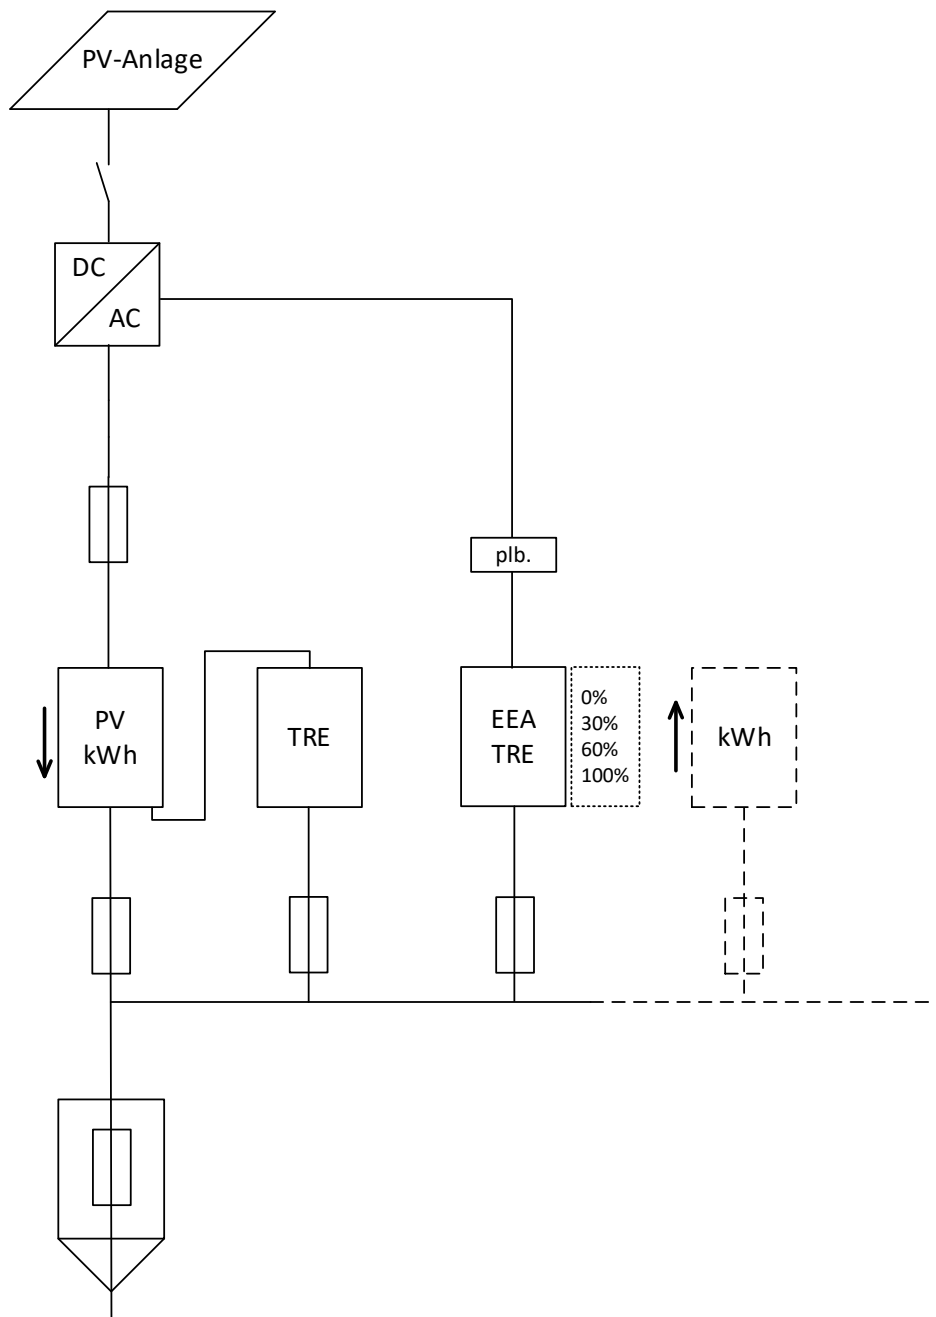 PV-Anlage
DC
AC
plb.
PV
kWh
TRE
EEA
TRE
0%
30%
60%
100%
kWh